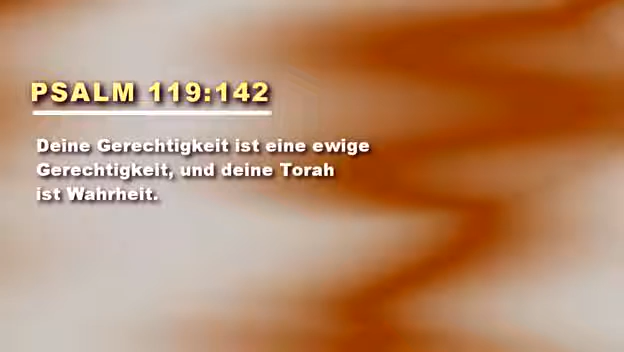 PSALM 119:142
Deine Gerechtigkeit ist eine ewige
Gerechtigkeit, und deine Torah
ist Wahrheit.